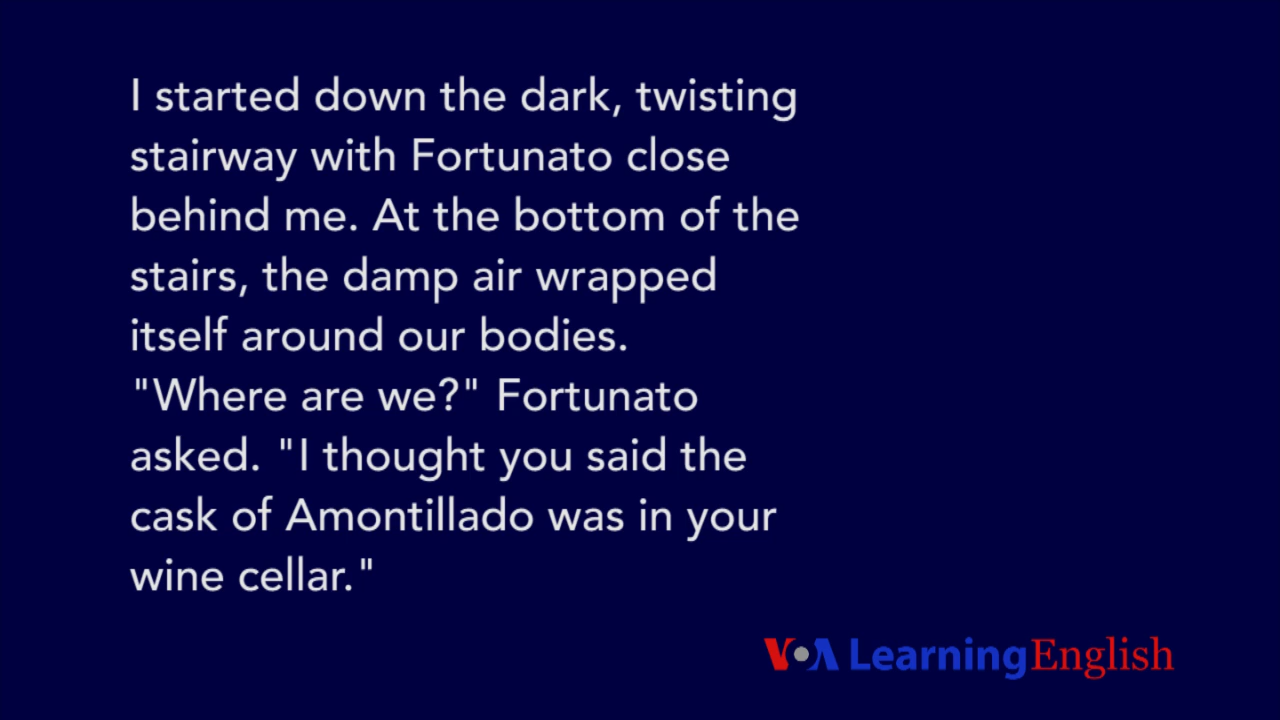 I started down the dark, twisting
stairway with Fortunato close
behind me. At the bottom of the
stairs, the damp air wrapped
itself around our bodies.
"Where are we?" Fortunato
asked. "I thought you said the
cask of Amontillado was in your
wine cellar."
VOA Learning English